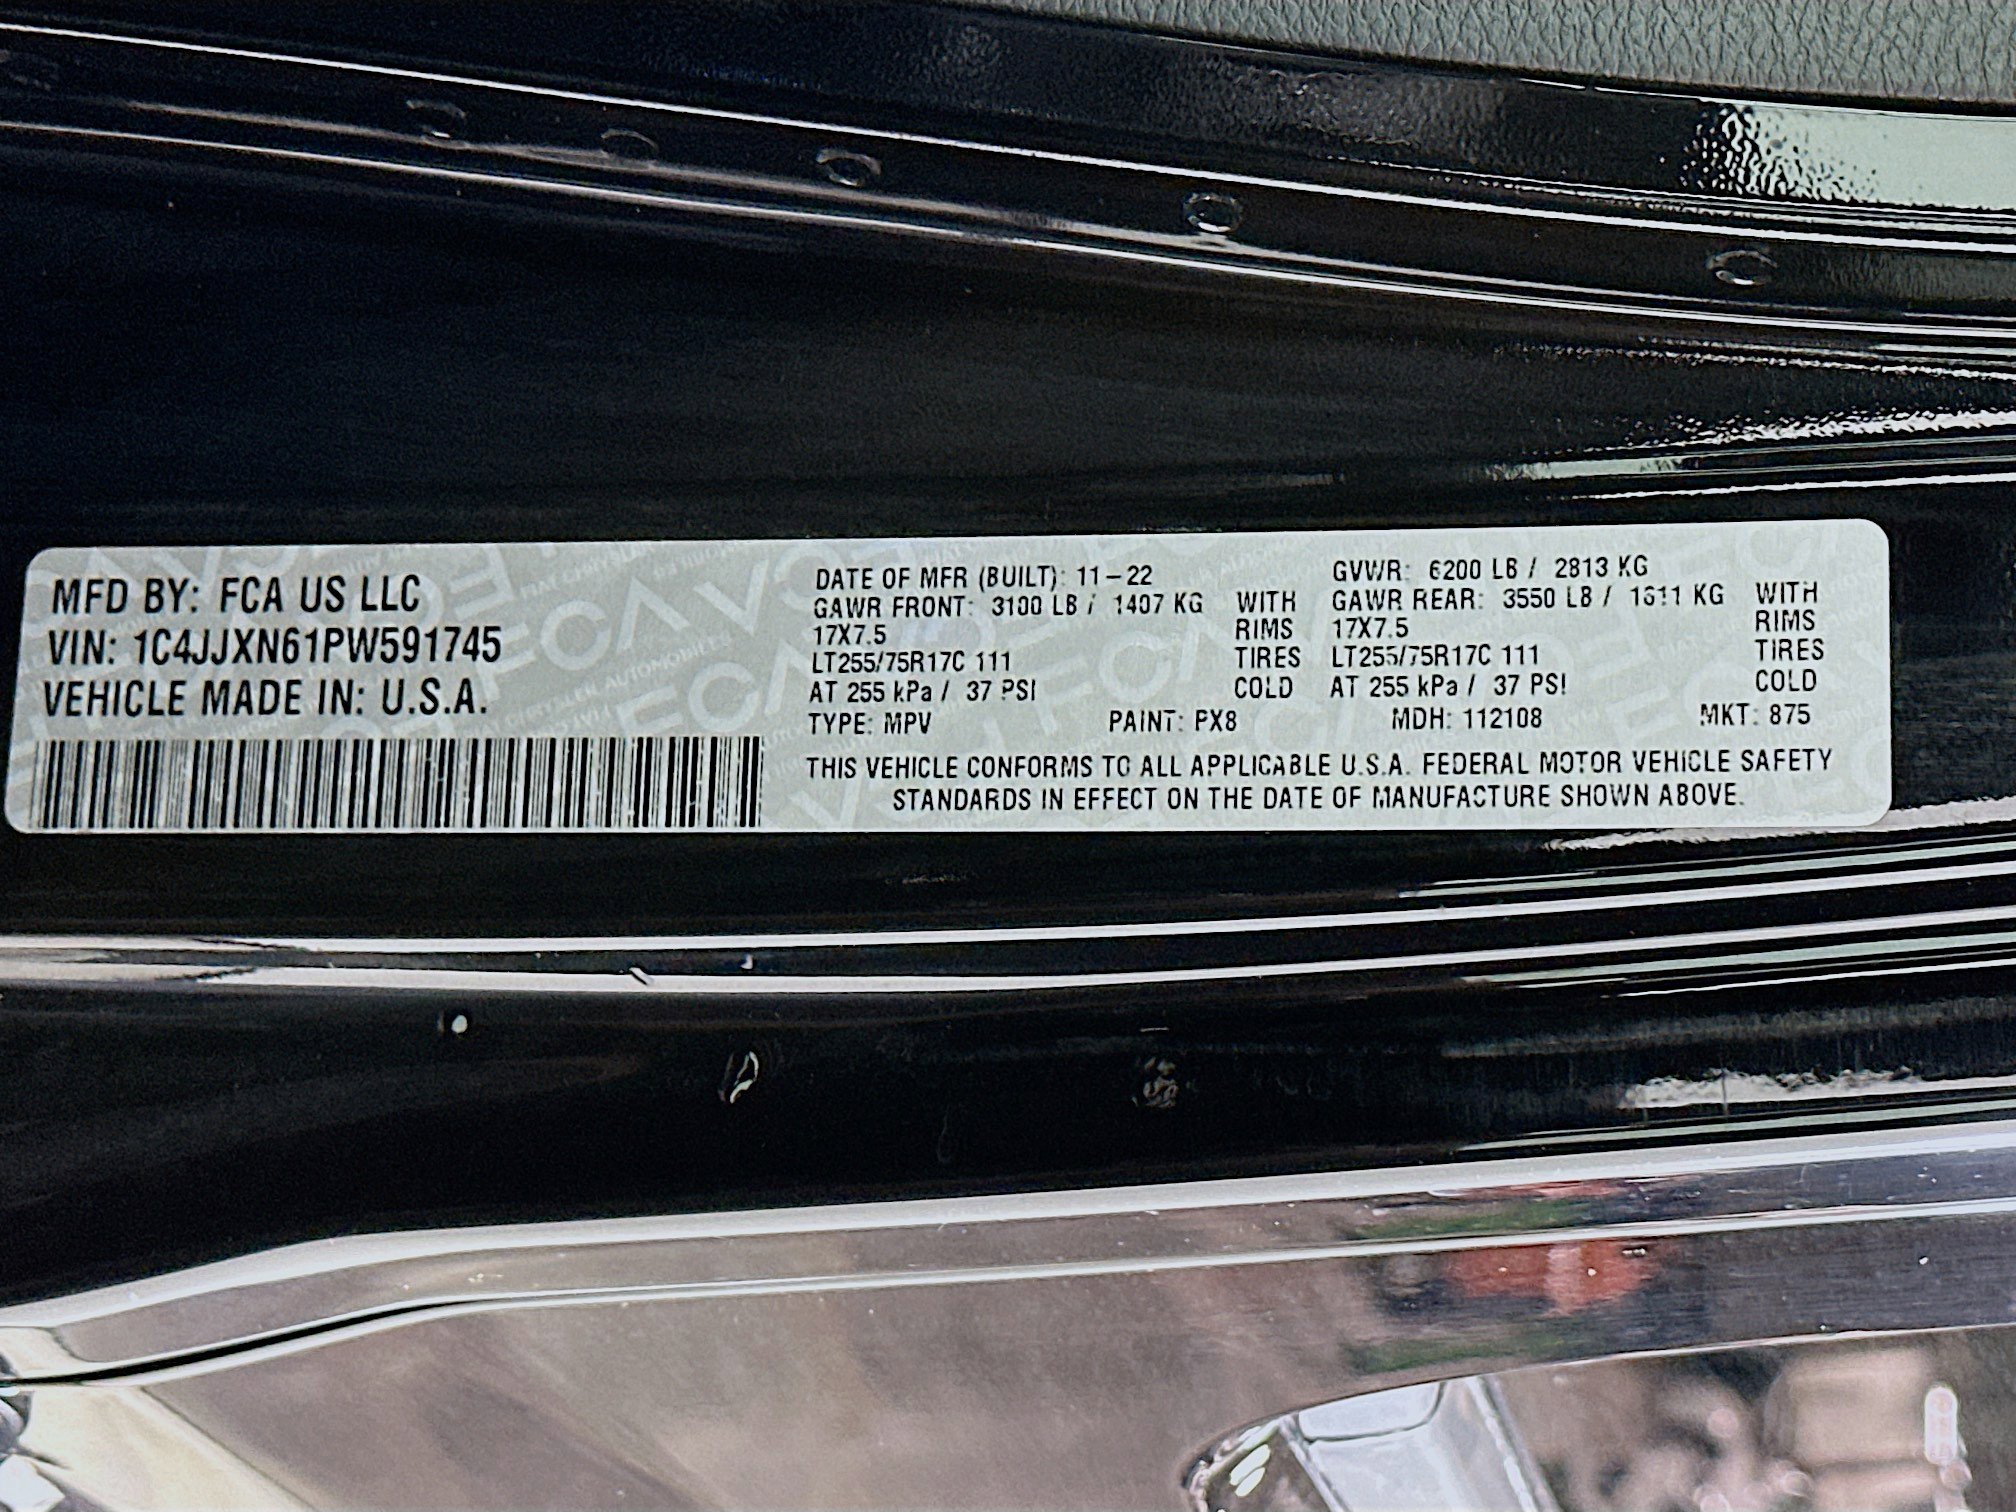 MFD BY: FCA US LLC
VIN: 1C4JJXN61PW591745
VEHICLE MADE IN: U.S.A.
DATE OF MFR (BUILT): 11-22 GVWR: 6200 LB / 2813 KG
GAWR FRONT: 3100 LB / 1407 KG WITH GAWR REAR: 3550 LB / 1611 KG WITH
17X7.5 RIMS 17X7.5 RIMS
LT255/75R17C 111 TIRES LT255/75R17C 111 TIRES
AT 255 kPa / 37 PSI COLD AT 255 kPa / 37 PSI COLD
TYPE: MPV PAINT: PX8 MDH: 112108 MKT: 875
THIS VEHICLE CONFORMS TO ALL APPLICABLE U.S.A. FEDERAL MOTOR VEHICLE SAFETY
STANDARDS IN EFFECT ON THE DATE OF MANUFACTURE SHOWN ABOVE.